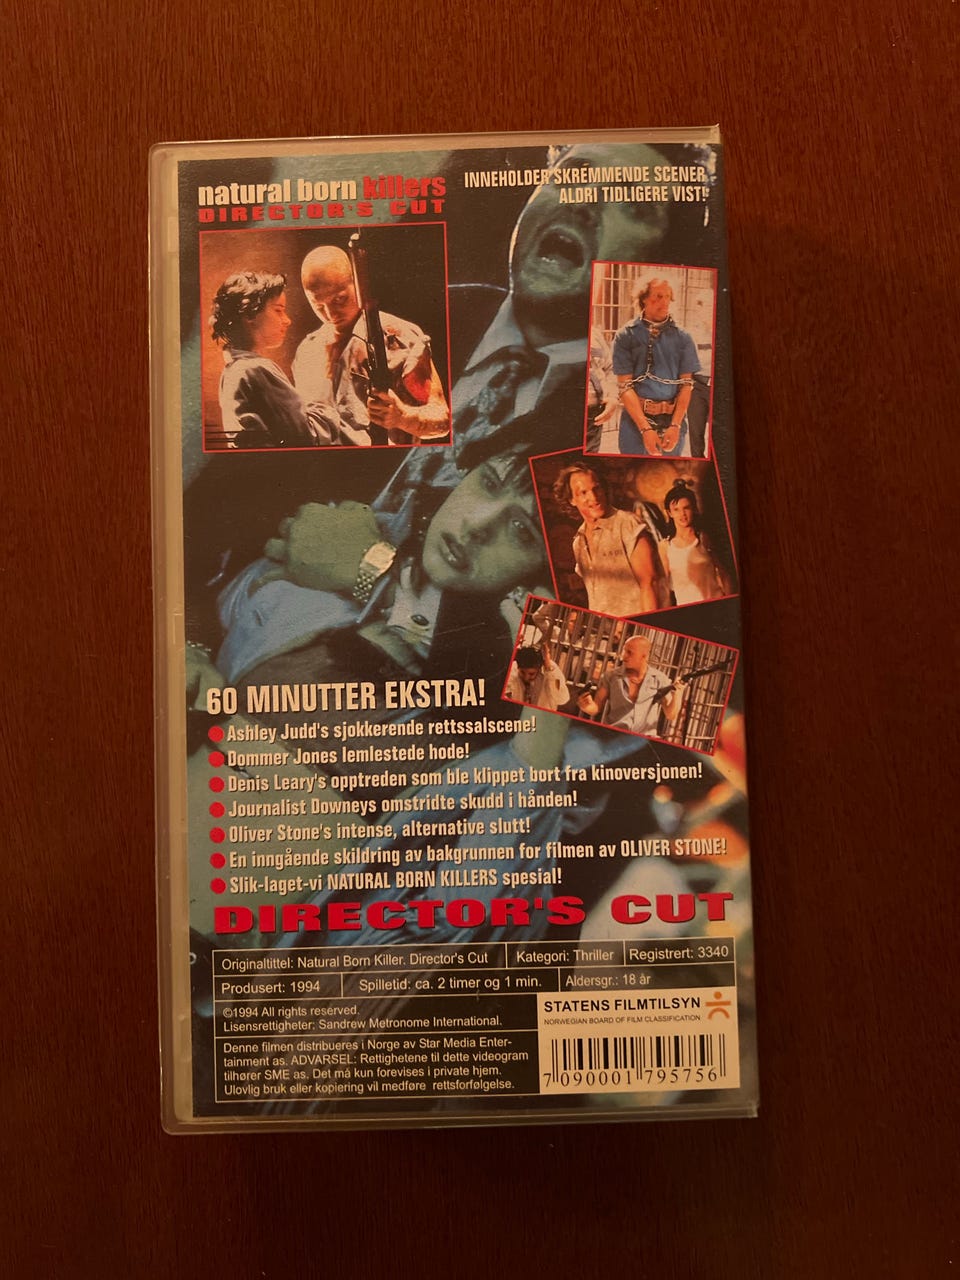 natural born killers
DIRECTOR'S CUT
INNEHOLDER SKREMMENDE SCENER
ALDRI TIDLIGERE VIST!
60 MINUTTER EKSTRA!
Ashley Judd's sjokkerende rettssalscene!
Dommer Jones lemlestede hode!
Denis Leary's opptreden som ble klippet bort fra kinoversjonen!
Journalist Downeys omstridte skudd i hånden!
Oliver Stone's intense, alternative slutt!
En inngående skildring av bakgrunnen for filmen av OLIVER STONE!
Slik-laget-vi NATURAL BORN KILLERS spesial!
DIRECTOR'S CUT
Originaltittel: Natural Born Killer. Director's Cut
Kategori: Thriller
Registrert: 3340
Produsert: 1994
Spilletid: ca. 2 timer og 1 min.
Aldersgr.: 18 år
©1994 All rights reserved.
Lisensrettigheter: Sandrew Metronome International.
Denne filmen distribueres i Norge av Star Media Enter-
tainment as. ADVARSEL: Rettighetene til dette videogram
tilhører SME as. Det må kun forevises i private hjem.
Ulovlig bruk eller kopiering vil medføre rettsforfølgelse.
STATENS FILMTILSYN
NORWEGIAN BOARD OF FILM CLASSIFICATION
7 090001 795756